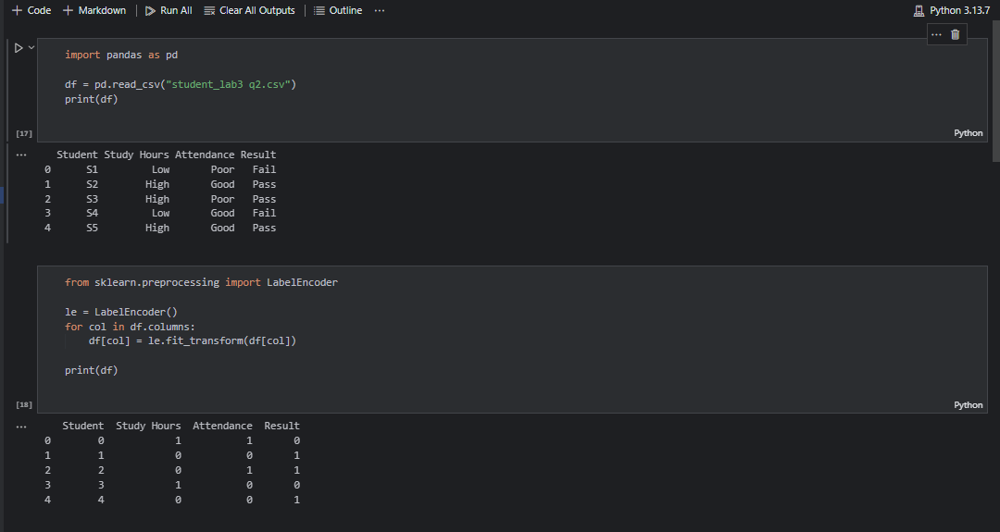 Code Markdown Run All Clear All Outputs Outline ... Python 3.13.7
import pandas as pd
df = pd.read_csv("student_lab3 q2.csv")
print(df)
[17]
Python
Student Study Hours Attendance Result
0 S1 Low Poor Fail
1 S2 High Good Pass
2 S3 High Poor Pass
3 S4 Low Good Fail
4 S5 High Good Pass
from sklearn.preprocessing import LabelEncoder
le = LabelEncoder()
for col in df.columns:
    df[col] = le.fit_transform(df[col])
print(df)
[18]
Python
Student Study Hours Attendance Result
0 0 1 1 0
1 1 0 0 1
2 2 0 1 1
3 3 1 0 0
4 4 0 0 1